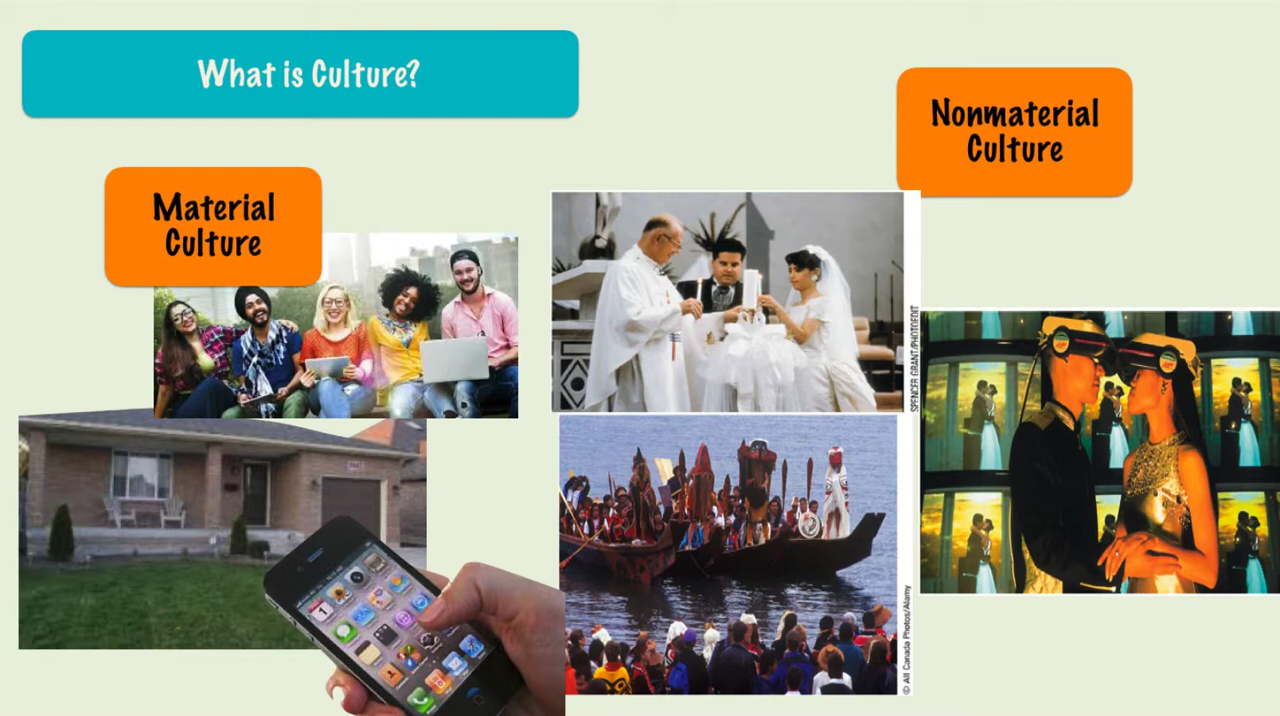 What is Culture?
Nonmaterial
Culture
Material
Culture
SPENCER GRANT/PHOTOEDIT
© All Canada Photos/Alamy